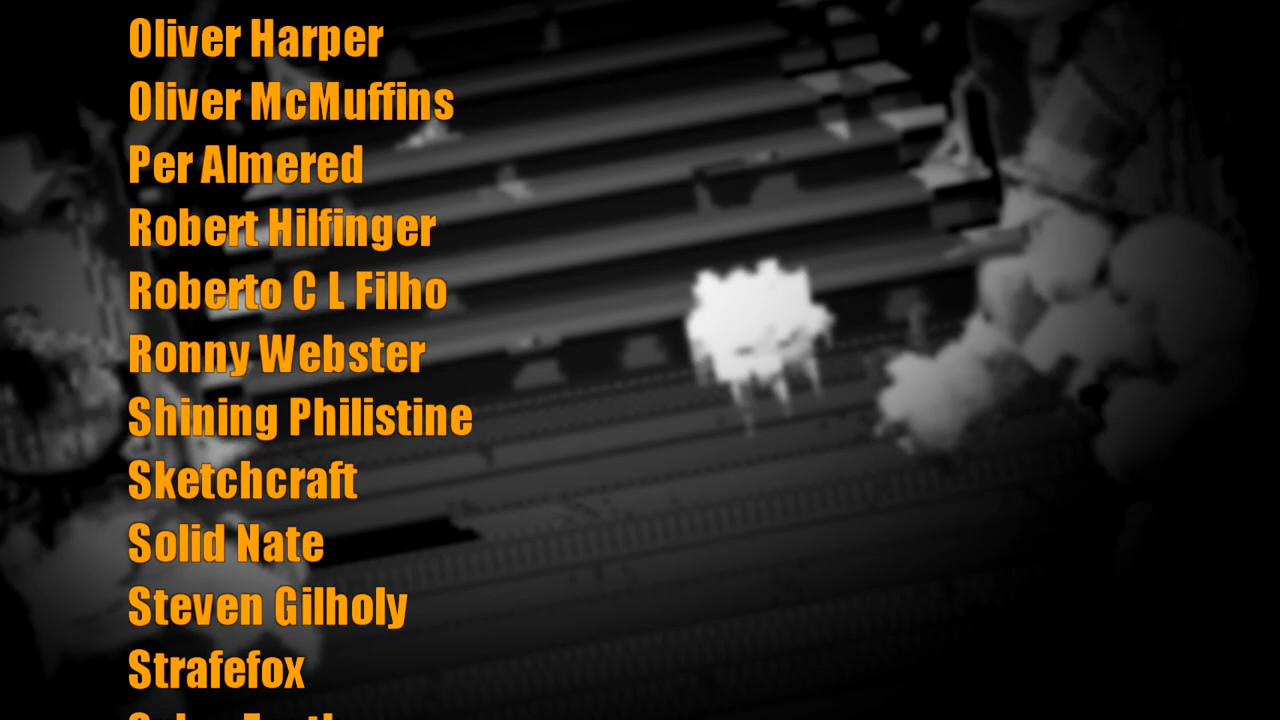 Oliver Harper
Oliver McMuffins
Per Almered
Robert Hilfinger
Roberto C L Filho
Ronny Webster
Shining Philistine
Sketchcraft
Solid Nate
Steven Gilholy
Strafefox